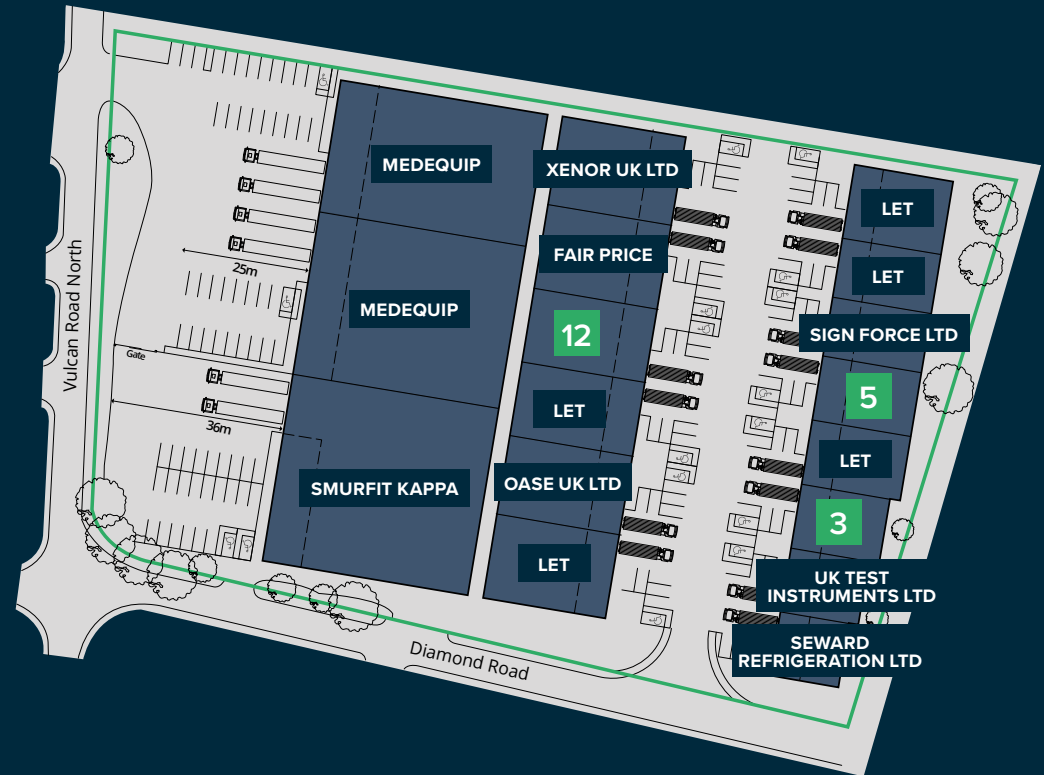 MEDEQUIP
XENOR UK LTD
LET
FAIR PRICE
LET
25m
MEDEQUIP
12
SIGN FORCE LTD
Vulcan Road North
Gate
5
LET
36m
LET
SMURFIT KAPPA
OASE UK LTD
3
LET
UK TEST
INSTRUMENTS LTD
Diamond Road
SEWARD
REFRIGERATION LTD